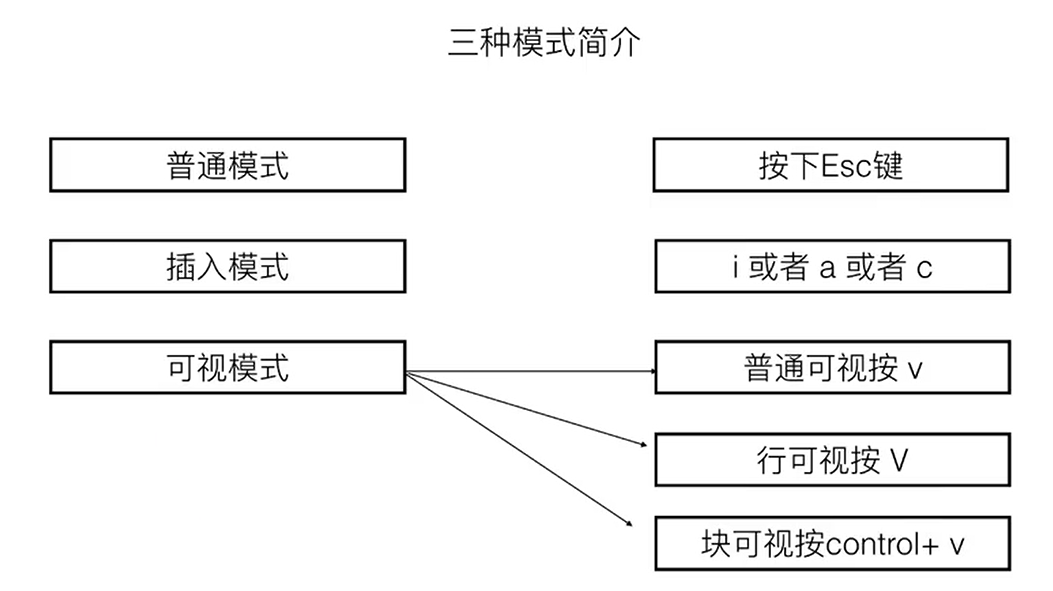 三种模式简介
普通模式
按下Esc键
插入模式
i 或者 a 或者 c
可视模式
普通可视按 v
行可视按 V
块可视按control+ v